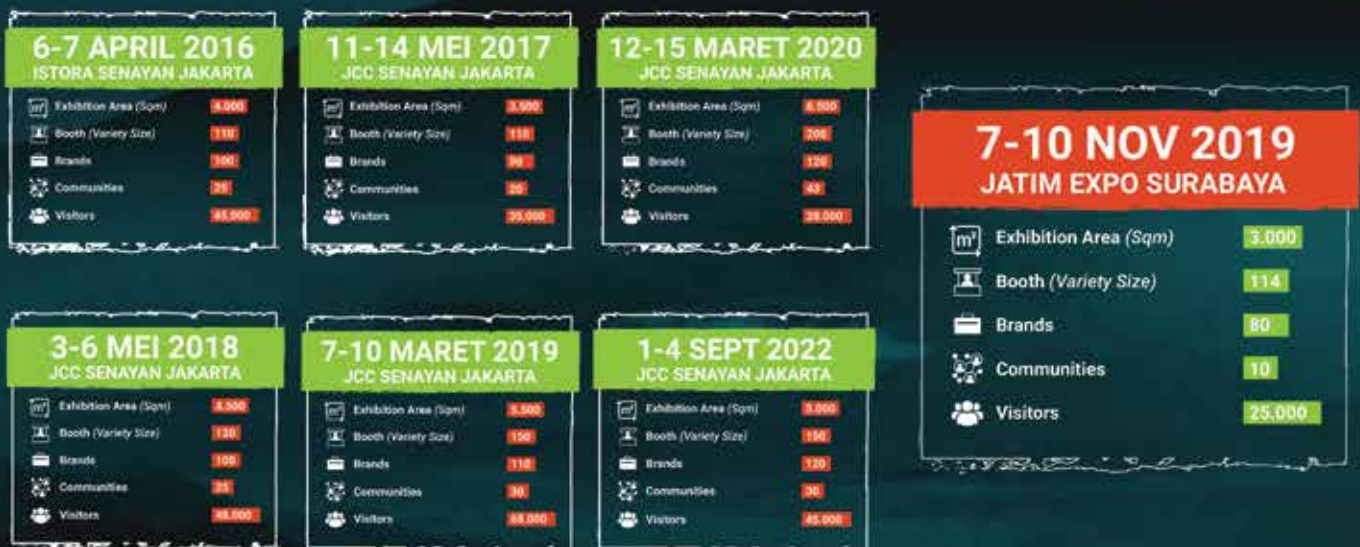 6-7 APRIL 2016
ISTORA SENAYAN JAKARTA
Exhibition Area (Sqm) 4.000
Booth (Variety Size) 110
Brands 100
Communities
Visitors 45.000
11-14 MEI 2017
JCC SENAYAN JAKARTA
Exhibition Area (Sqm) 3.500
Booth (Variety Size) 110
Brands 90
Communities 20
Visitors 35.000
12-15 MARET 2020
JCC SENAYAN JAKARTA
Exhibition Area (Sqm) 6.500
Booth (Variety Size) 200
Brands 120
Communities 43
Visitors 28.000
7-10 NOV 2019
JATIM EXPO SURABAYA
Exhibition Area (Sqm) 3.000
Booth (Variety Size) 114
Brands 80
Communities 10
Visitors 25.000
3-6 MEI 2018
JCC SENAYAN JAKARTA
Exhibition Area (Sqm) 4.500
Booth (Variety Size) 130
Brands 100
Communities 25
Visitors 48.000
7-10 MARET 2019
JCC SENAYAN JAKARTA
Exhibition Area (Sqm) 5.500
Booth (Variety Size) 150
Brands 110
Communities 30
Visitors 68.000
1-4 SEPT 2022
JCC SENAYAN JAKARTA
Exhibition Area (Sqm) 5.000
Booth (Variety Size) 150
Brands 120
Communities 30
Visitors 45.000